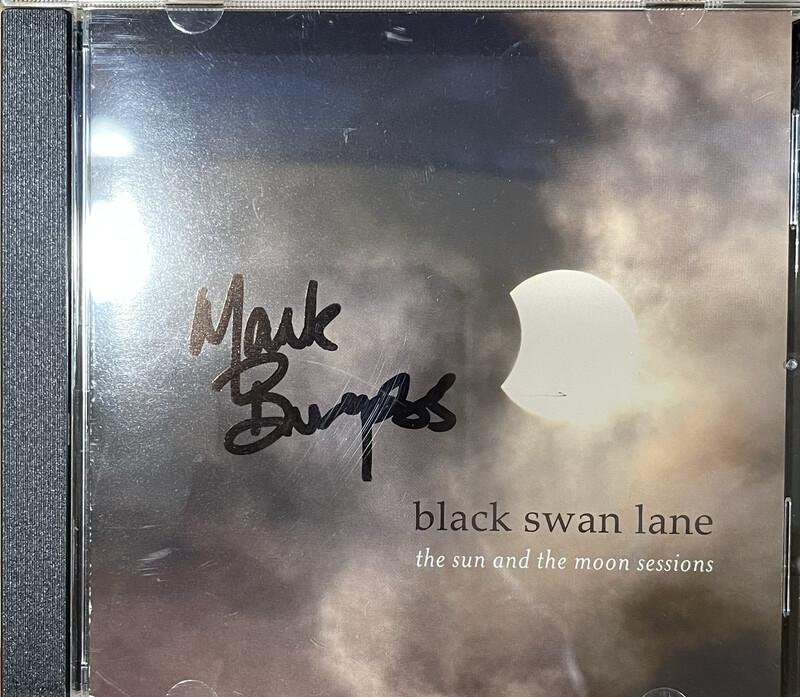 Mark
Burgess
black swan lane
the sun and the moon sessions